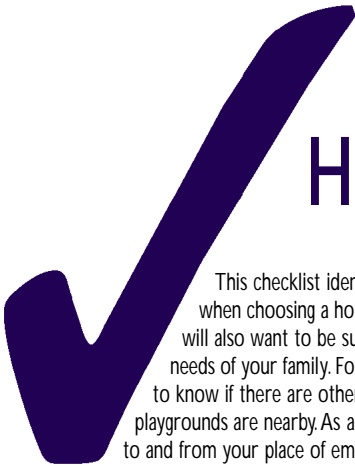 H
This checklist iden
when choosing a ho
will also want to be su
needs of your family. Fo
to know if there are other
playgrounds are nearby. As a
to and from your place of em